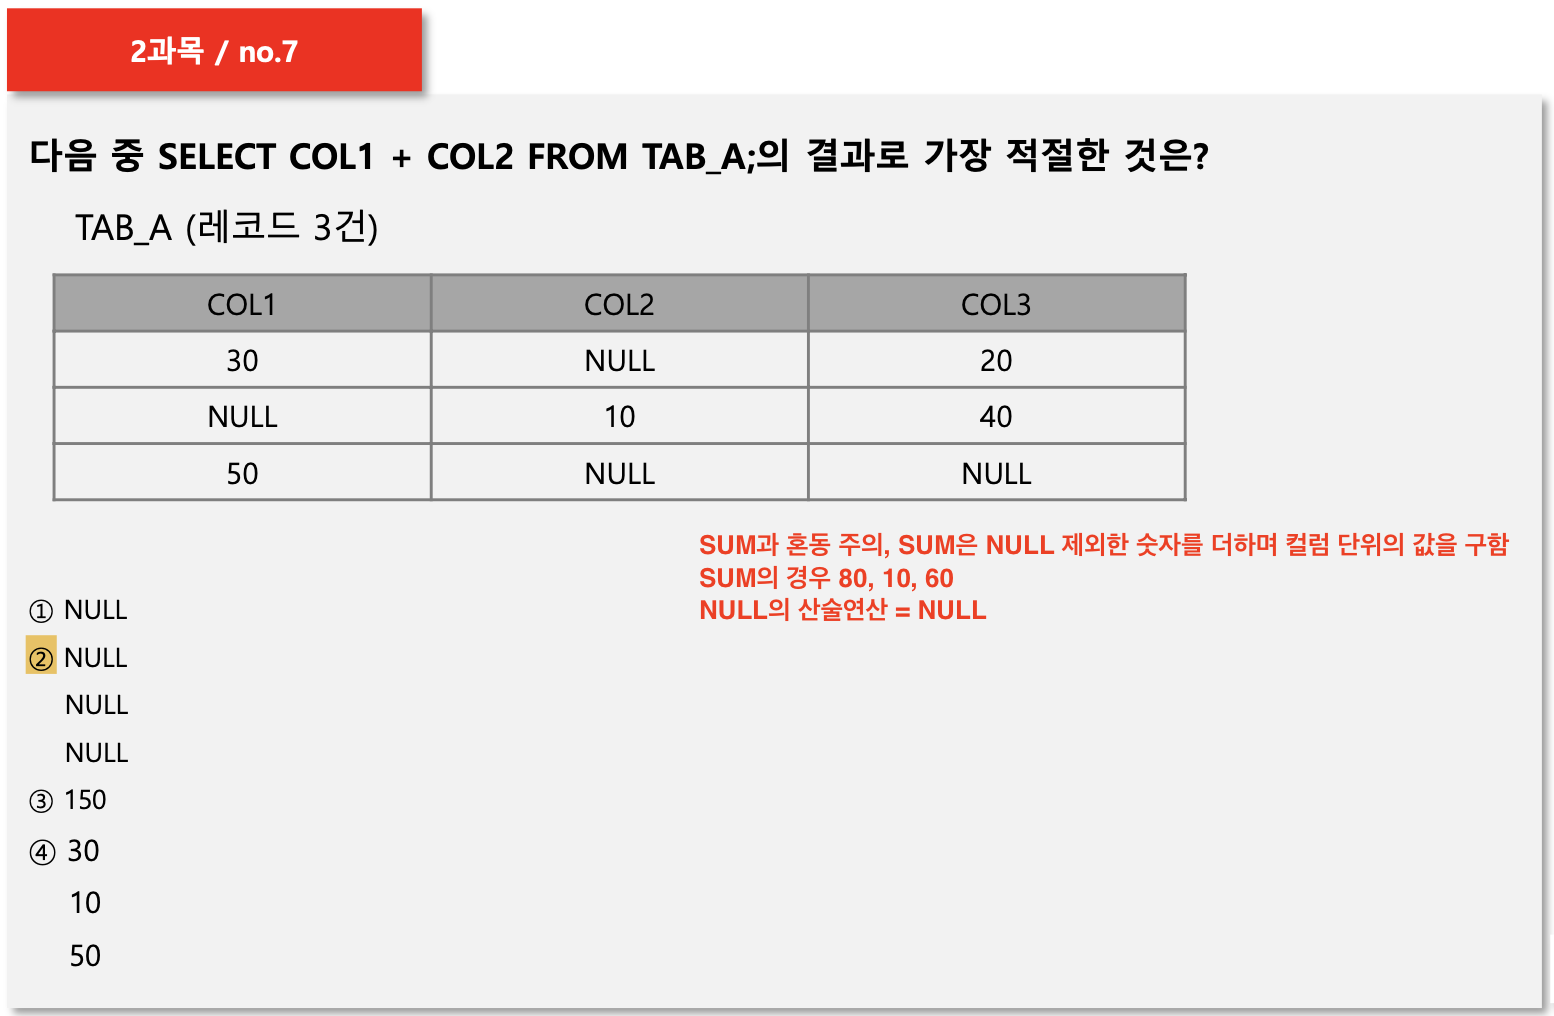 2과목 / no.7
다음 중 SELECT COL1 + COL2 FROM TAB_A;의 결과로 가장 적절한 것은?
TAB_A (레코드 3건)
COL1 COL2 COL3
30 NULL 20
NULL 10 40
50 NULL NULL
SUM과 혼동 주의, SUM은 NULL 제외한 숫자를 더하며 컬럼 단위의 값을 구함
SUM의 경우 80, 10, 60
NULL의 산술연산 = NULL
① NULL
② NULL
NULL
NULL
③ 150
④ 30
10
50